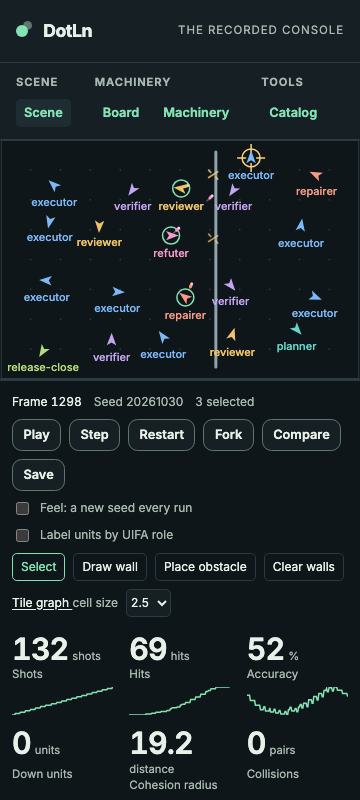 DotLn THE RECORDED CONSOLE
SCENE MACHINERY TOOLS
Scene Board Machinery Catalog
executor
repairer
executor verifier reviewer verifier
executor reviewer executor
refuter
executor verifier
executor repairer executor
planner
verifier executor reviewer
release-close
Frame 1298 Seed 20261030 3 selected
Play Step Restart Fork Compare
Save
Feel: a new seed every run
Label units by UIFA role
Select Draw wall Place obstacle Clear walls
Tile graph cell size 2.5
132 shots 69 hits 52 %
Shots Hits Accuracy
0 units 19.2 distance 0 pairs
Down units Cohesion radius Collisions